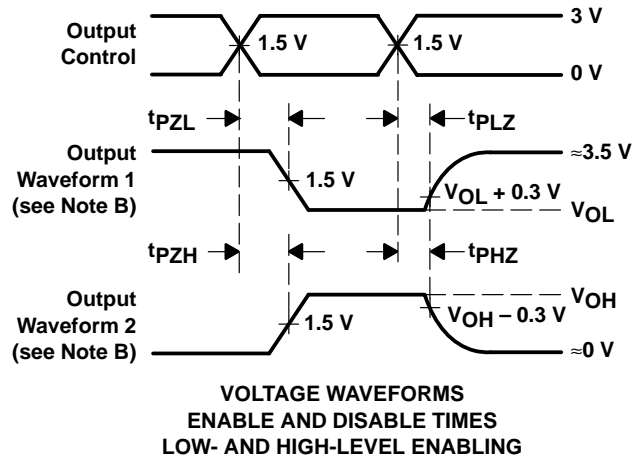 Output
Control
1.5 V
1.5 V
3 V
0 V
tPZL
tPLZ
Output
Waveform 1
(see Note B)
1.5 V
VOL + 0.3 V
≈3.5 V
VOL
tPZH
tPHZ
Output
Waveform 2
(see Note B)
1.5 V
VOH – 0.3 V
VOH
≈0 V
VOLTAGE WAVEFORMS
ENABLE AND DISABLE TIMES
LOW- AND HIGH-LEVEL ENABLING